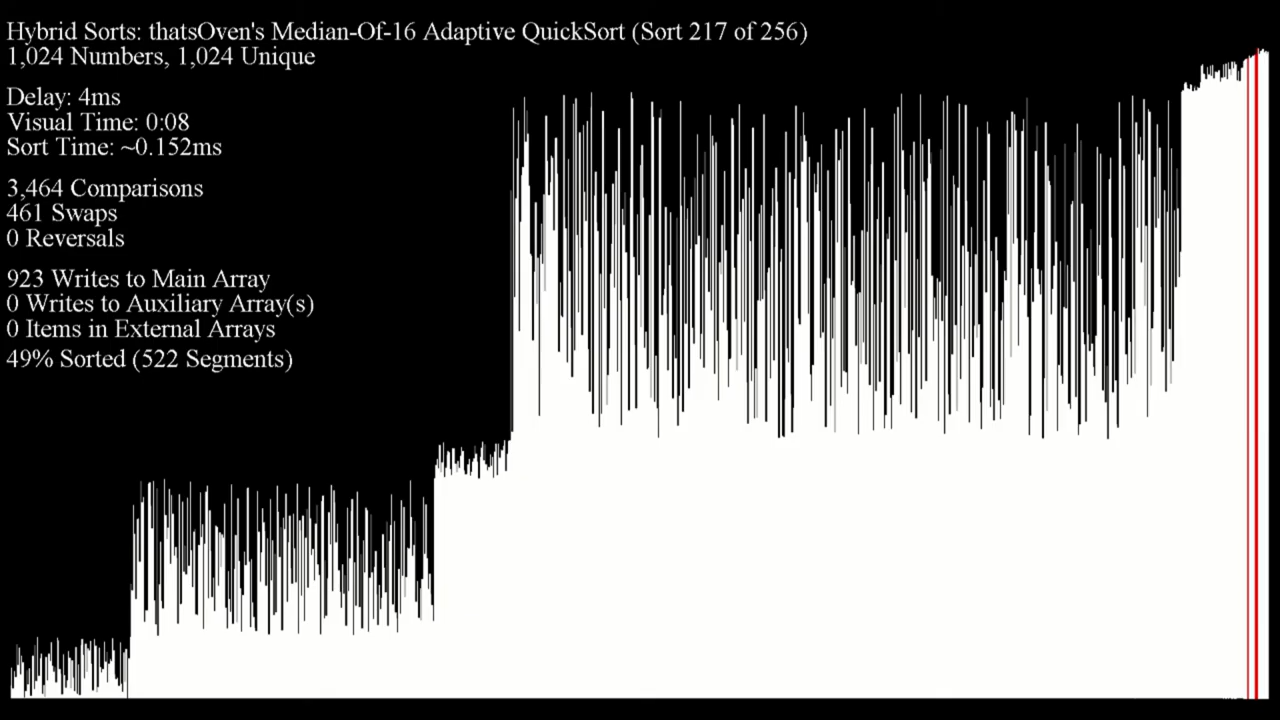 Hybrid Sorts: thatsOven's Median-Of-16 Adaptive QuickSort (Sort 217 of 256)
1,024 Numbers, 1,024 Unique
Delay: 4ms
Visual Time: 0:08
Sort Time: ~0.152ms
3,464 Comparisons
461 Swaps
0 Reversals
923 Writes to Main Array
0 Writes to Auxiliary Array(s)
0 Items in External Arrays
49% Sorted (522 Segments)